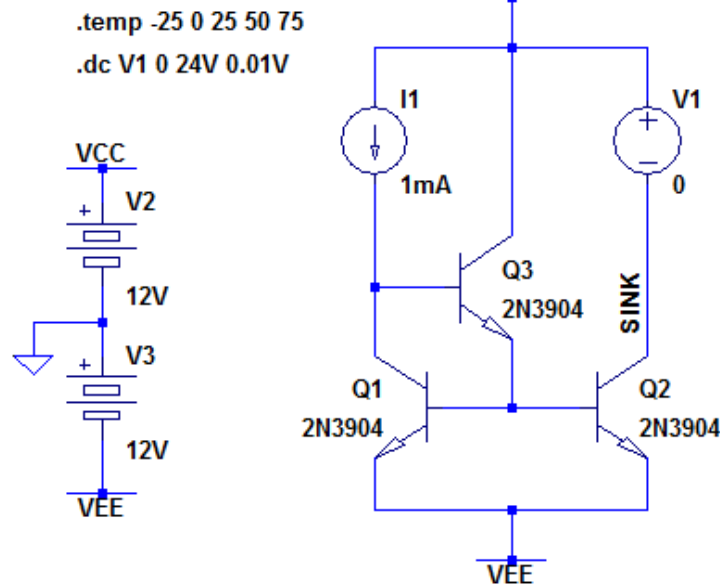 .temp -25 0 25 50 75
.dc V1 0 24V 0.01V
I1
V1
VCC
+
V2
1mA
0
+
−
12V
Q3
2N3904
SINK
+
V3
Q1
Q2
2N3904
2N3904
12V
VEE
VEE